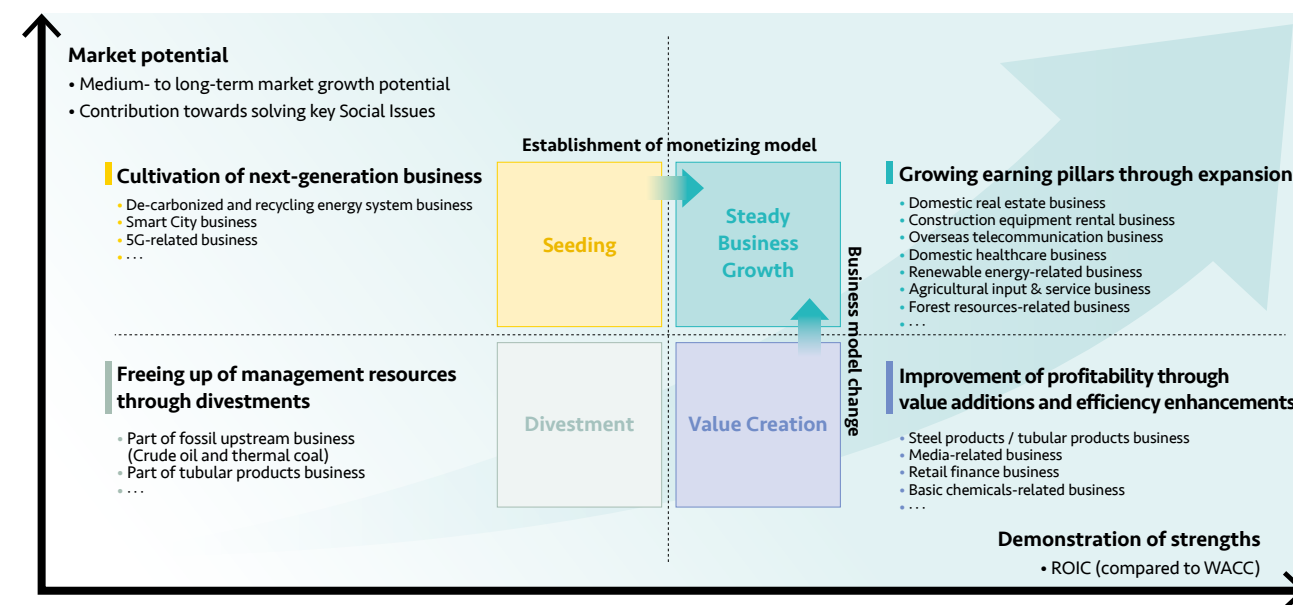 Market potential
• Medium- to long-term market growth potential
• Contribution towards solving key Social Issues
Establishment of monetizing model
Cultivation of next-generation business
• De-carbonized and recycling energy system business
• Smart City business
• 5G-related business
• · · ·
Seeding
Steady
Business
Growth
Business model change
Growing earning pillars through expansion
• Domestic real estate business
• Construction equipment rental business
• Overseas telecommunication business
• Domestic healthcare business
• Renewable energy-related business
• Agricultural input & service business
• Forest resources-related business
• · · ·
Freeing up of management resources
through divestments
• Part of fossil upstream business
(Crude oil and thermal coal)
• Part of tubular products business
• · · ·
Divestment
Value Creation
Improvement of profitability through
value additions and efficiency enhancements
• Steel products / tubular products business
• Media-related business
• Retail finance business
• Basic chemicals-related business
• · · ·
Demonstration of strengths
• ROIC (compared to WACC)